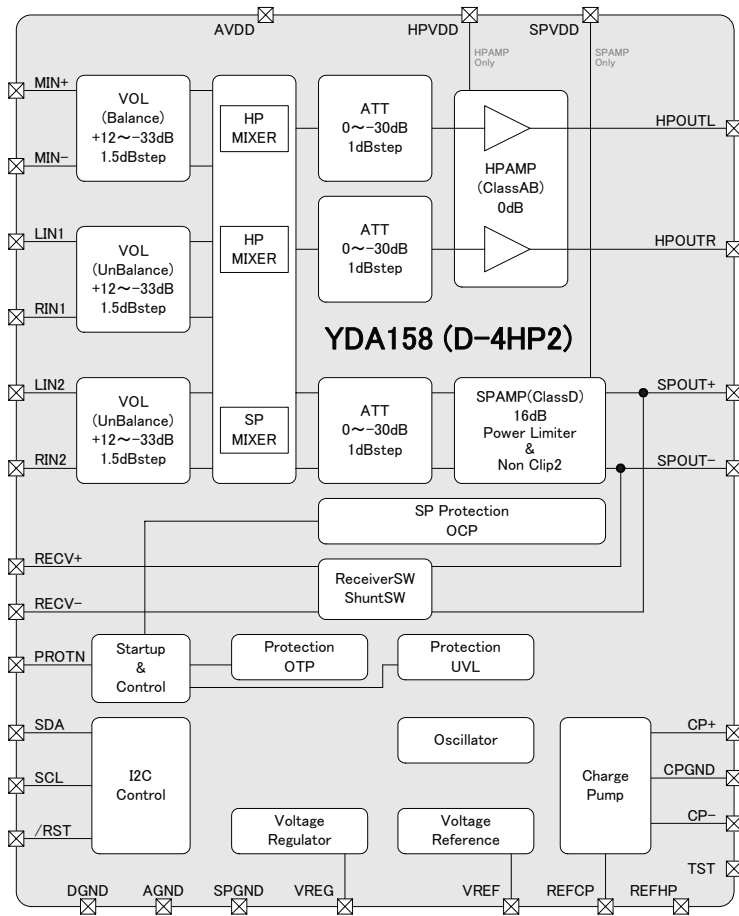 AVDD
HPVDD
SPVDD
HPAMP
Only
SPAMP
Only
MIN+
MIN-
VOL
(Balance)
+12～-33dB
1.5dBstep
HP
MIXER
ATT
0～-30dB
1dBstep
HPAMP
(ClassAB)
0dB
HPOUTL
LIN1
RIN1
VOL
(UnBalance)
+12～-33dB
1.5dBstep
HP
MIXER
ATT
0～-30dB
1dBstep
HPOUTR
YDA158 (D-4HP2)
LIN2
RIN2
VOL
(UnBalance)
+12～-33dB
1.5dBstep
SP
MIXER
ATT
0～-30dB
1dBstep
SPAMP(ClassD)
16dB
Power Limiter
&
Non Clip2
SPOUT+
SPOUT-
SP Protection
OCP
RECV+
RECV-
ReceiverSW
ShuntSW
PROTN
Startup
&
Control
Protection
OTP
Protection
UVL
SDA
SCL
/RST
I2C
Control
Oscillator
Charge
Pump
CP+
CPGND
CP-
Voltage
Regulator
Voltage
Reference
TST
DGND
AGND
SPGND
VREG
VREF
REFCP
REFHP